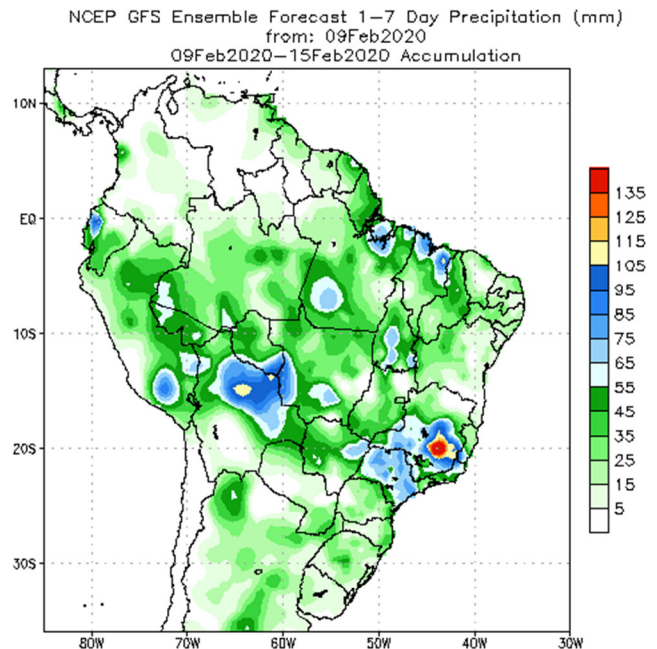 NCEP GFS Ensemble Forecast 1–7 Day Precipitation (mm)
from: 09Feb2020
09Feb2020–15Feb2020 Accumulation
10N
EQ
10S
20S
30S
80W 70W 60W 50W 40W 30W
135
125
115
105
95
85
75
65
55
45
35
25
15
5